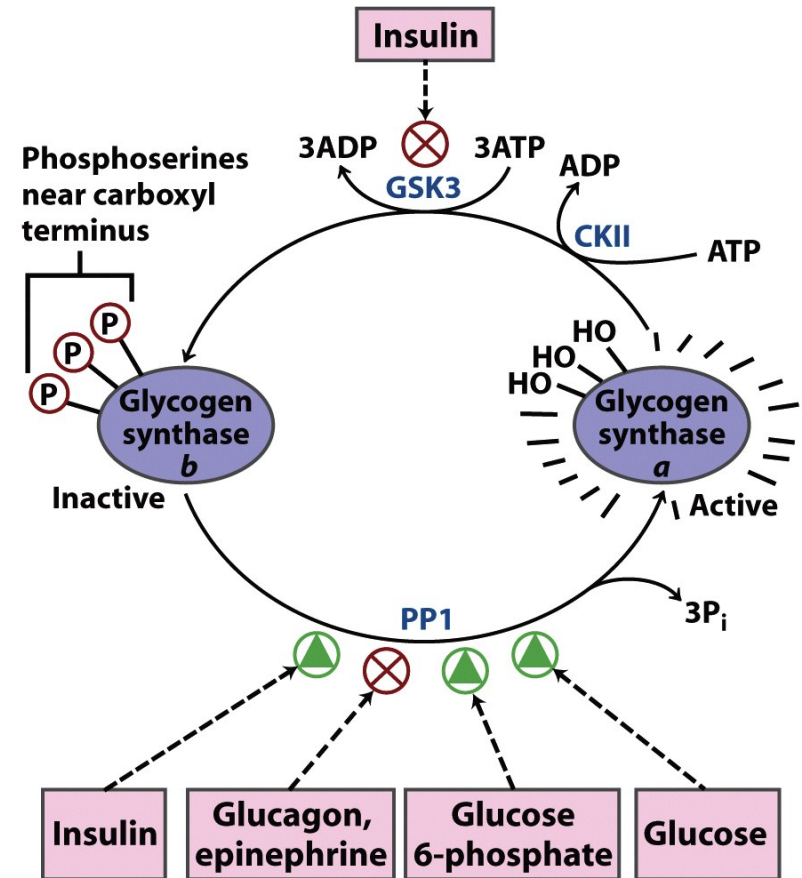 Insulin
3ADP
3ATP
GSK3
ADP
CKII
ATP
Phosphoserines
near carboxyl
terminus
P
P
P
HO
HO
HO
Glycogen
synthase
b
Inactive
Glycogen
synthase
a
Active
PP1
3Pi
Insulin
Glucagon,
epinephrine
Glucose
6-phosphate
Glucose